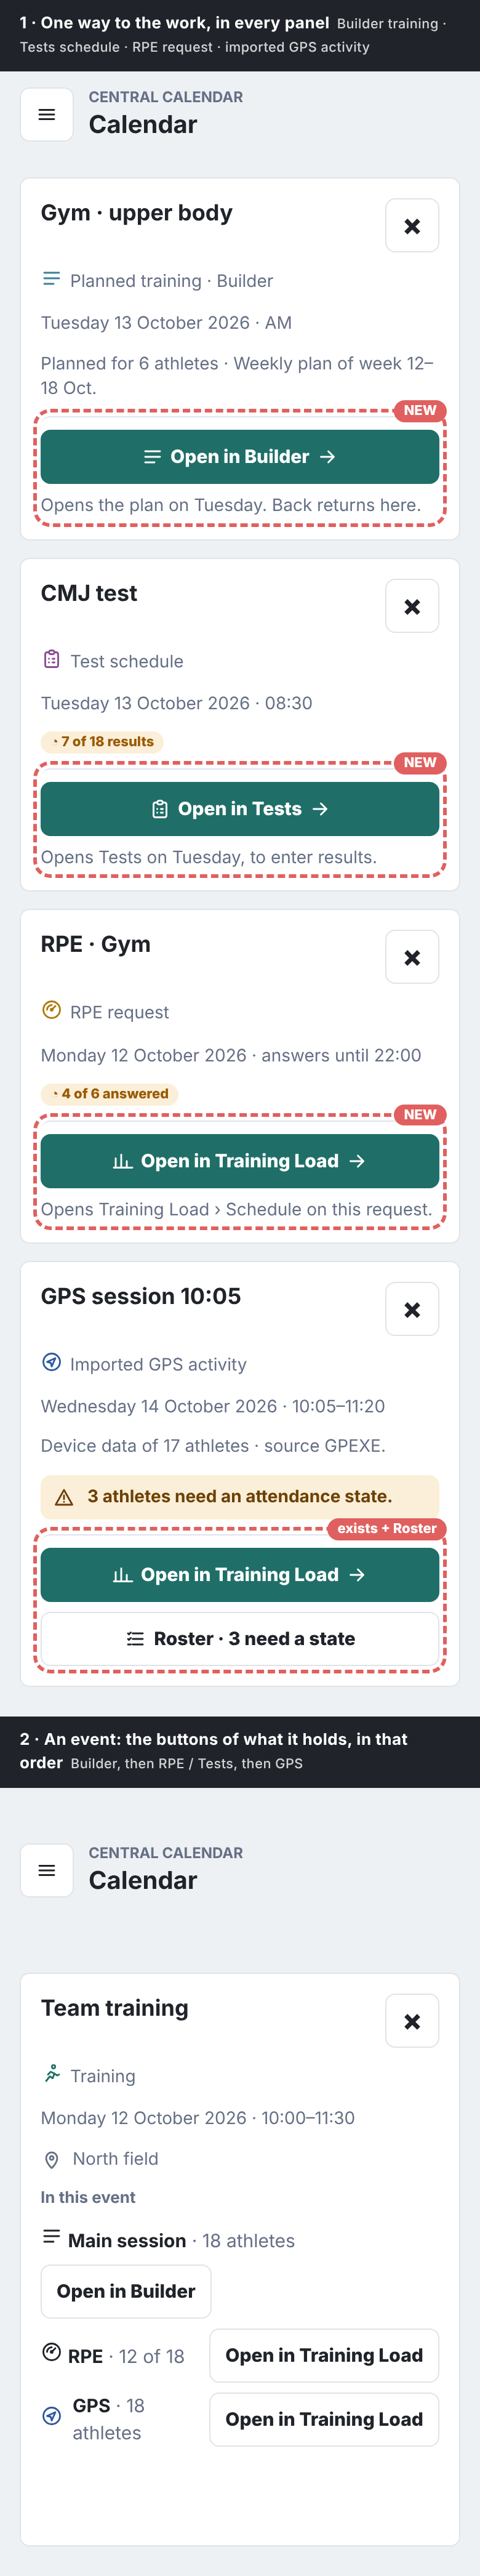 1 · One way to the work, in every panel Builder training ·
Tests schedule · RPE request · imported GPS activity
CENTRAL CALENDAR
Calendar
Gym · upper body
Planned training · Builder
Tuesday 13 October 2026 · AM
Planned for 6 athletes · Weekly plan of week 12–
18 Oct.
NEW
Open in Builder →
Opens the plan on Tuesday. Back returns here.
CMJ test
Test schedule
Tuesday 13 October 2026 · 08:30
· 7 of 18 results
NEW
Open in Tests →
Opens Tests on Tuesday, to enter results.
RPE · Gym
RPE request
Monday 12 October 2026 · answers until 22:00
· 4 of 6 answered
NEW
Open in Training Load →
Opens Training Load › Schedule on this request.
GPS session 10:05
Imported GPS activity
Wednesday 14 October 2026 · 10:05–11:20
Device data of 17 athletes · source GPEXE.
3 athletes need an attendance state.
exists + Roster
Open in Training Load →
Roster · 3 need a state
2 · An event: the buttons of what it holds, in that
order Builder, then RPE / Tests, then GPS
CENTRAL CALENDAR
Calendar
Team training
Training
Monday 12 October 2026 · 10:00–11:30
North field
In this event
Main session · 18 athletes
Open in Builder
RPE · 12 of 18
Open in Training Load
GPS · 18
athletes
Open in Training Load